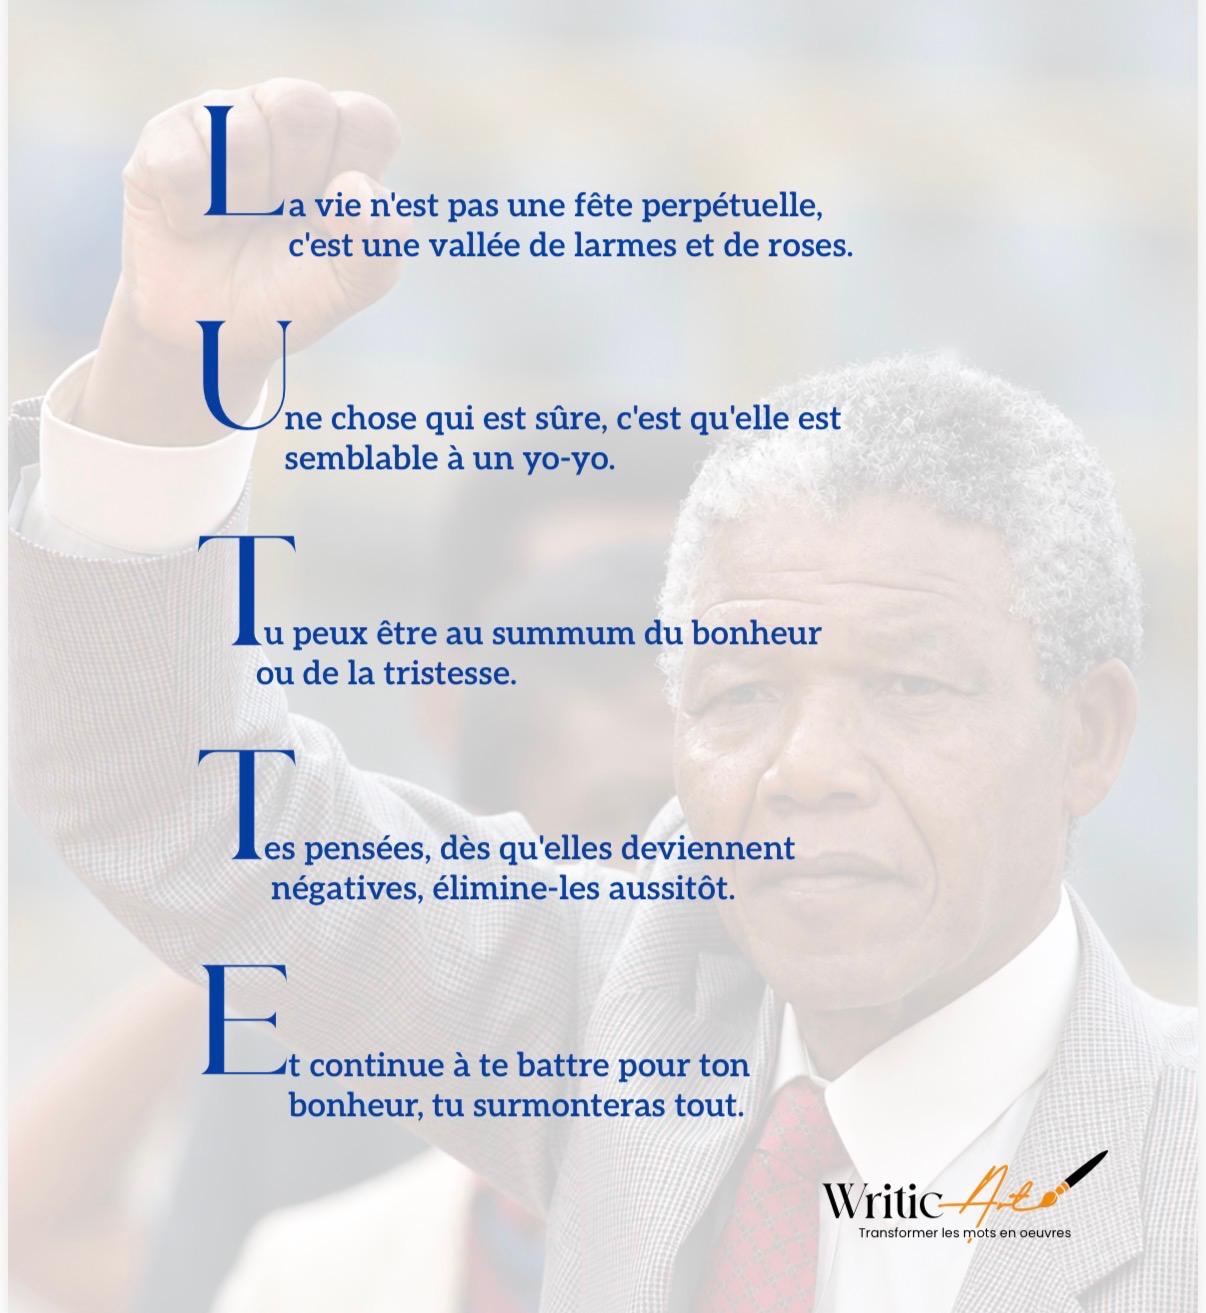 La vie n'est pas une fête perpétuelle,
c'est une vallée de larmes et de roses.
Une chose qui est sûre, c'est qu'elle est
semblable à un yo-yo.
Tu peux être au summum du bonheur
ou de la tristesse.
Tes pensées, dès qu'elles deviennent
négatives, élimine-les aussitôt.
Et continue à te battre pour ton
bonheur, tu surmonteras tout.
Writic Art
Transformer les mots en oeuvres